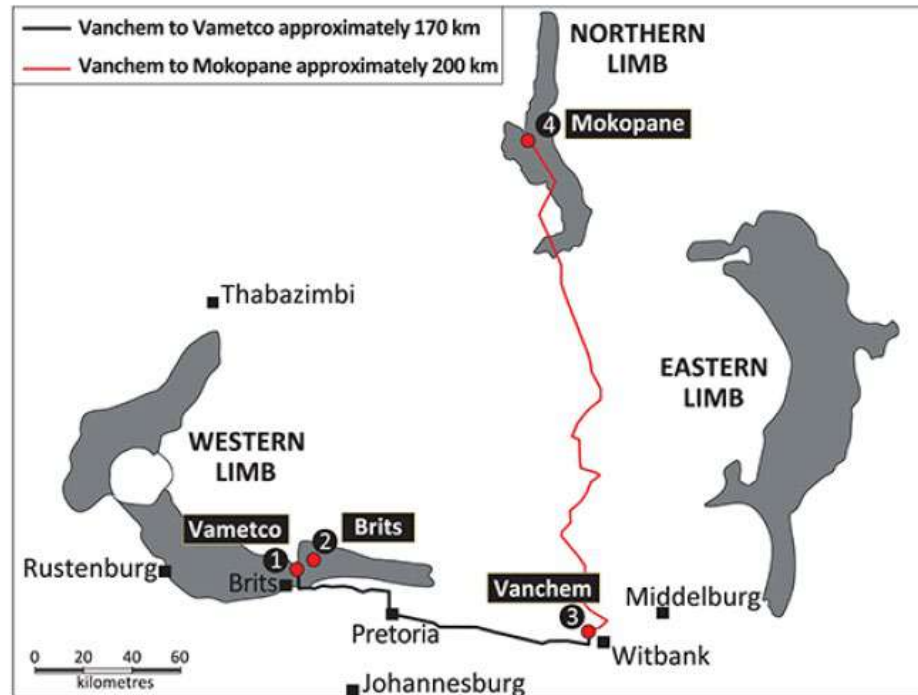 Vanchem to Vametco approximately 170 km
Vanchem to Mokopane approximately 200 km
NORTHERN
LIMB
4 Mokopane
Thabazimbi
EASTERN
LIMB
WESTERN
LIMB
Vametco
2 Brits
1
Rustenburg
Brits
Vanchem
3
Middelburg
Pretoria
Witbank
0 20 40 60
kilometres
Johannesburg